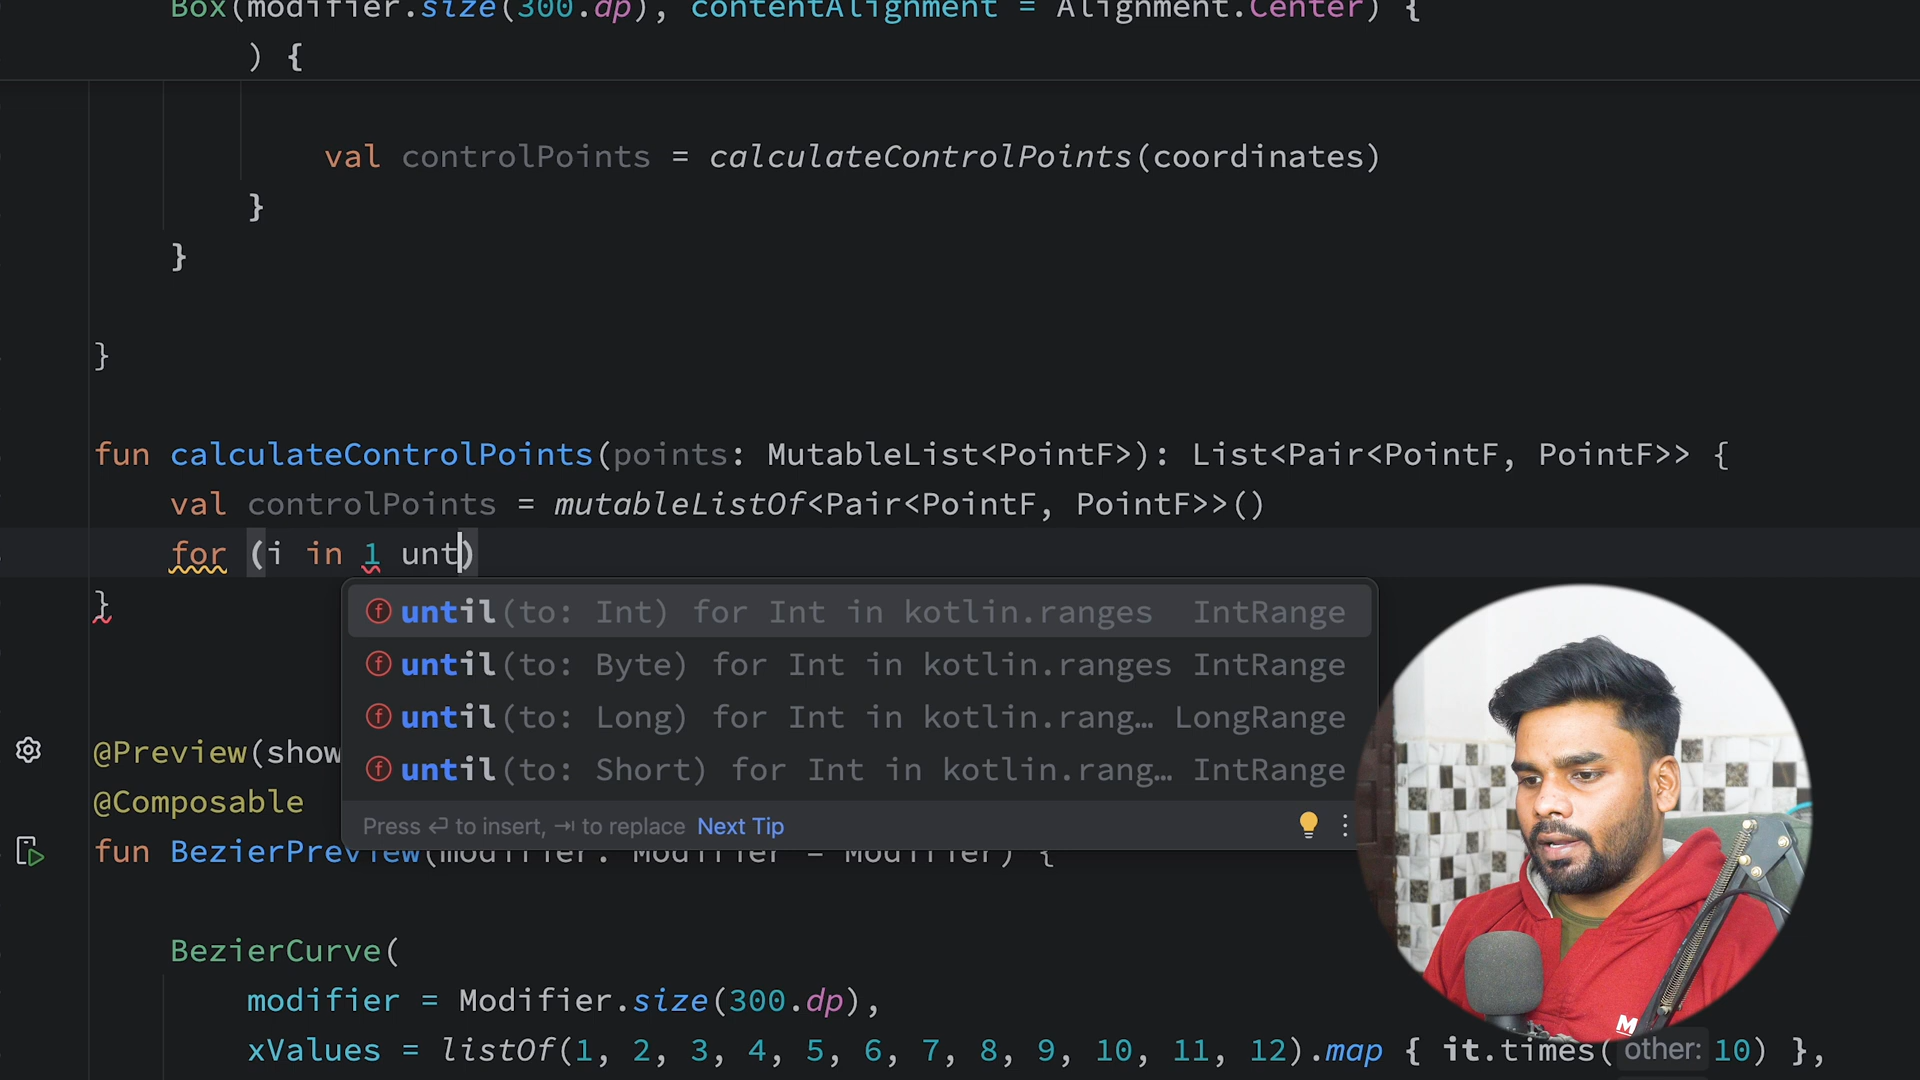 Box(modifier.size(300.dp), contentAlignment = Alignment.Center) {
) {
val controlPoints = calculateControlPoints(coordinates)
}
}
}
fun calculateControlPoints(points: MutableList<PointF>): List<Pair<PointF, PointF>> {
val controlPoints = mutableListOf<Pair<PointF, PointF>>()
for (i in 1 unt)
}
until(to: Int) for Int in kotlin.ranges IntRange
until(to: Byte) for Int in kotlin.ranges IntRange
until(to: Long) for Int in kotlin.rang… LongRange
until(to: Short) for Int in kotlin.rang… IntRange
Press ↩ to insert, ⇥ to replace Next Tip
@Preview(show
@Composable
fun BezierPreview(modifier: Modifier = Modifier) {
BezierCurve(
modifier = Modifier.size(300.dp),
xValues = listOf(1, 2, 3, 4, 5, 6, 7, 8, 9, 10, 11, 12).map { it.times( other: 10) },
M